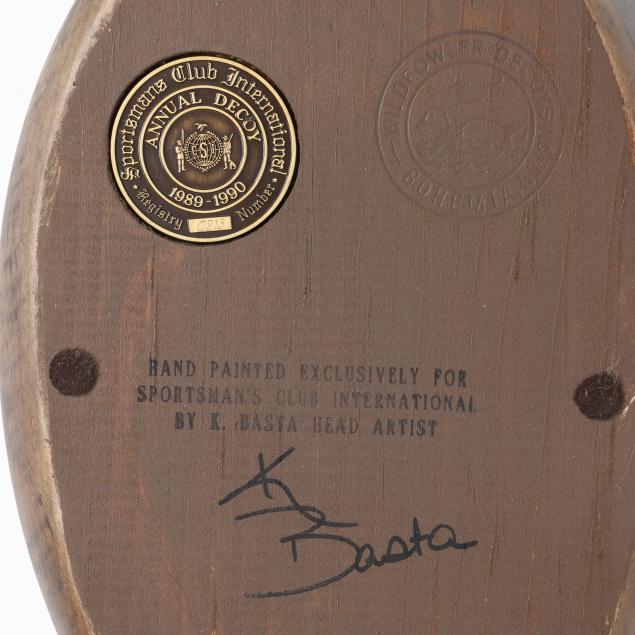 Sportsmans Club International
ANNUAL DECOY
1989-1990
Registry Number
WILDFOWLER DECOYS
BOHEMIA
HAND PAINTED EXCLUSIVELY FOR
SPORTSMAN'S CLUB INTERNATIONAL
BY K. BASTA HEAD ARTIST
K Basta